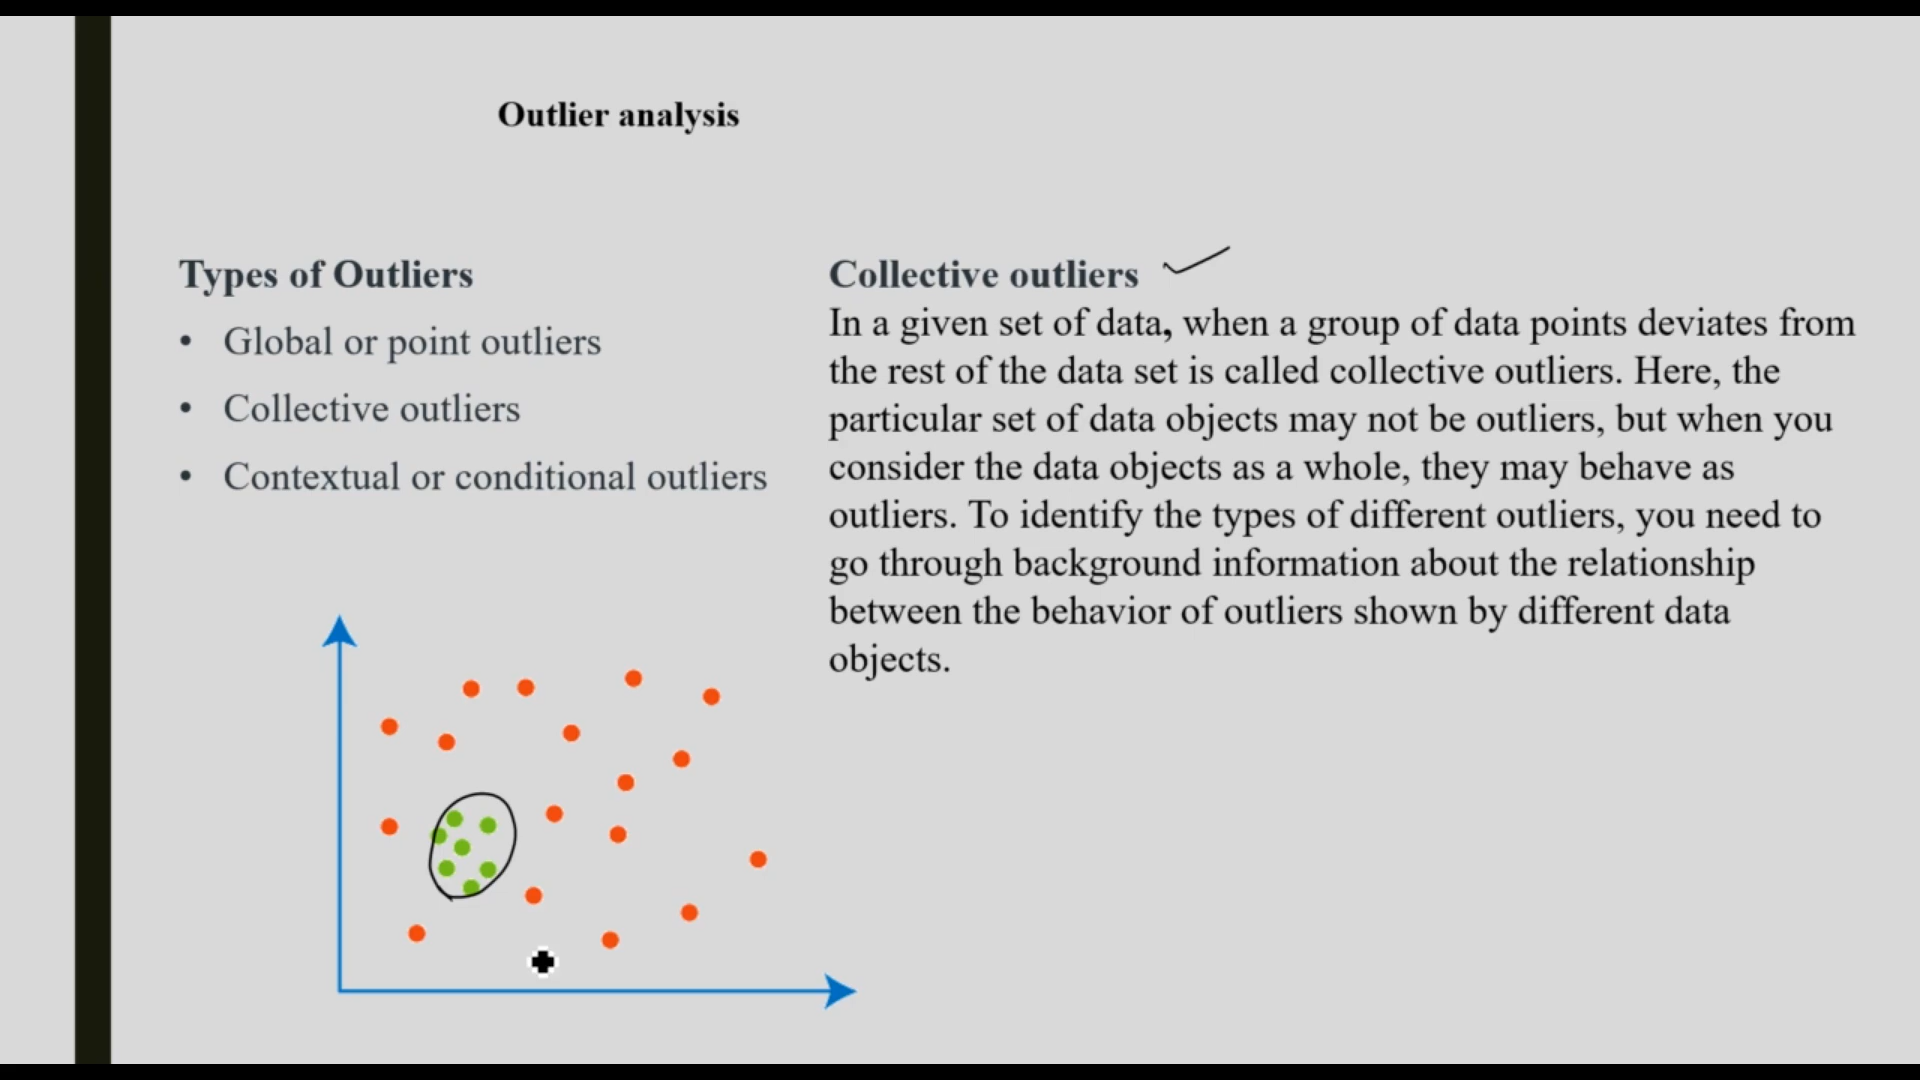 Outlier analysis
Types of Outliers
• Global or point outliers
• Collective outliers
• Contextual or conditional outliers
Collective outliers
In a given set of data, when a group of data points deviates from
the rest of the data set is called collective outliers. Here, the
particular set of data objects may not be outliers, but when you
consider the data objects as a whole, they may behave as
outliers. To identify the types of different outliers, you need to
go through background information about the relationship
between the behavior of outliers shown by different data
objects.